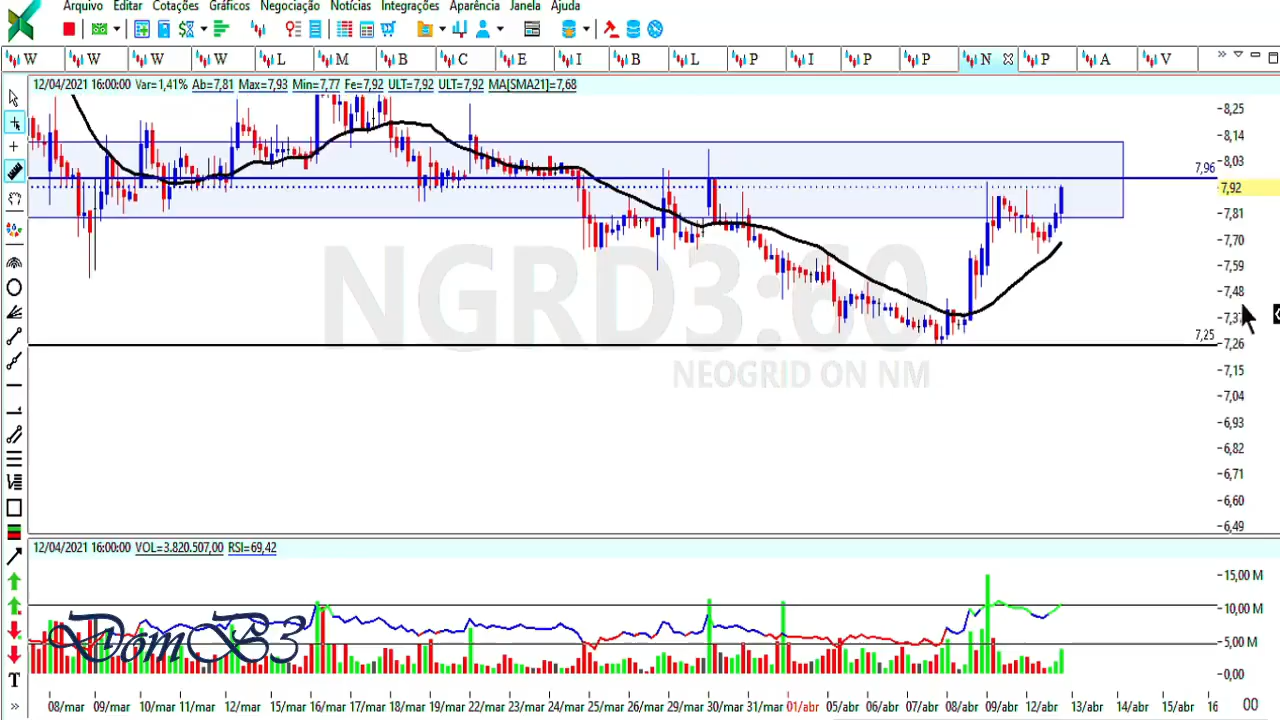 Arquivo Editar Cotações Gráficos Negociação Notícias Integrações Aparência Janela Ajuda
W W W W L M B C E I B L P I P P N P A V
12/04/2021 16:00:00 Var=1,41% Ab=7,81 Max=7,93 Min=7,77 Fe=7,92 ULT=7,92 ULT=7,92 MA[SMA21]=7,68
8,25
8,14
8,03
7,96
7,92
7,81
7,70
7,59
7,48
7,37
7,25
7,26
7,15
7,04
6,93
6,82
6,71
6,60
6,49
NGRD3:60
NEOGRID ON NM
12/04/2021 16:00:00 VOL=3.820.507,00 RSI=69,42
15,00 M
10,00 M
5,00 M
0,00
DomB3
T
08/mar 09/mar 10/mar 11/mar 12/mar 15/mar 16/mar 17/mar 18/mar 19/mar 22/mar 23/mar 24/mar 25/mar 26/mar 29/mar 30/mar 31/mar 01/abr 05/abr 06/abr 07/abr 08/abr 09/abr 12/abr 13/abr 14/abr 15/abr 16 00